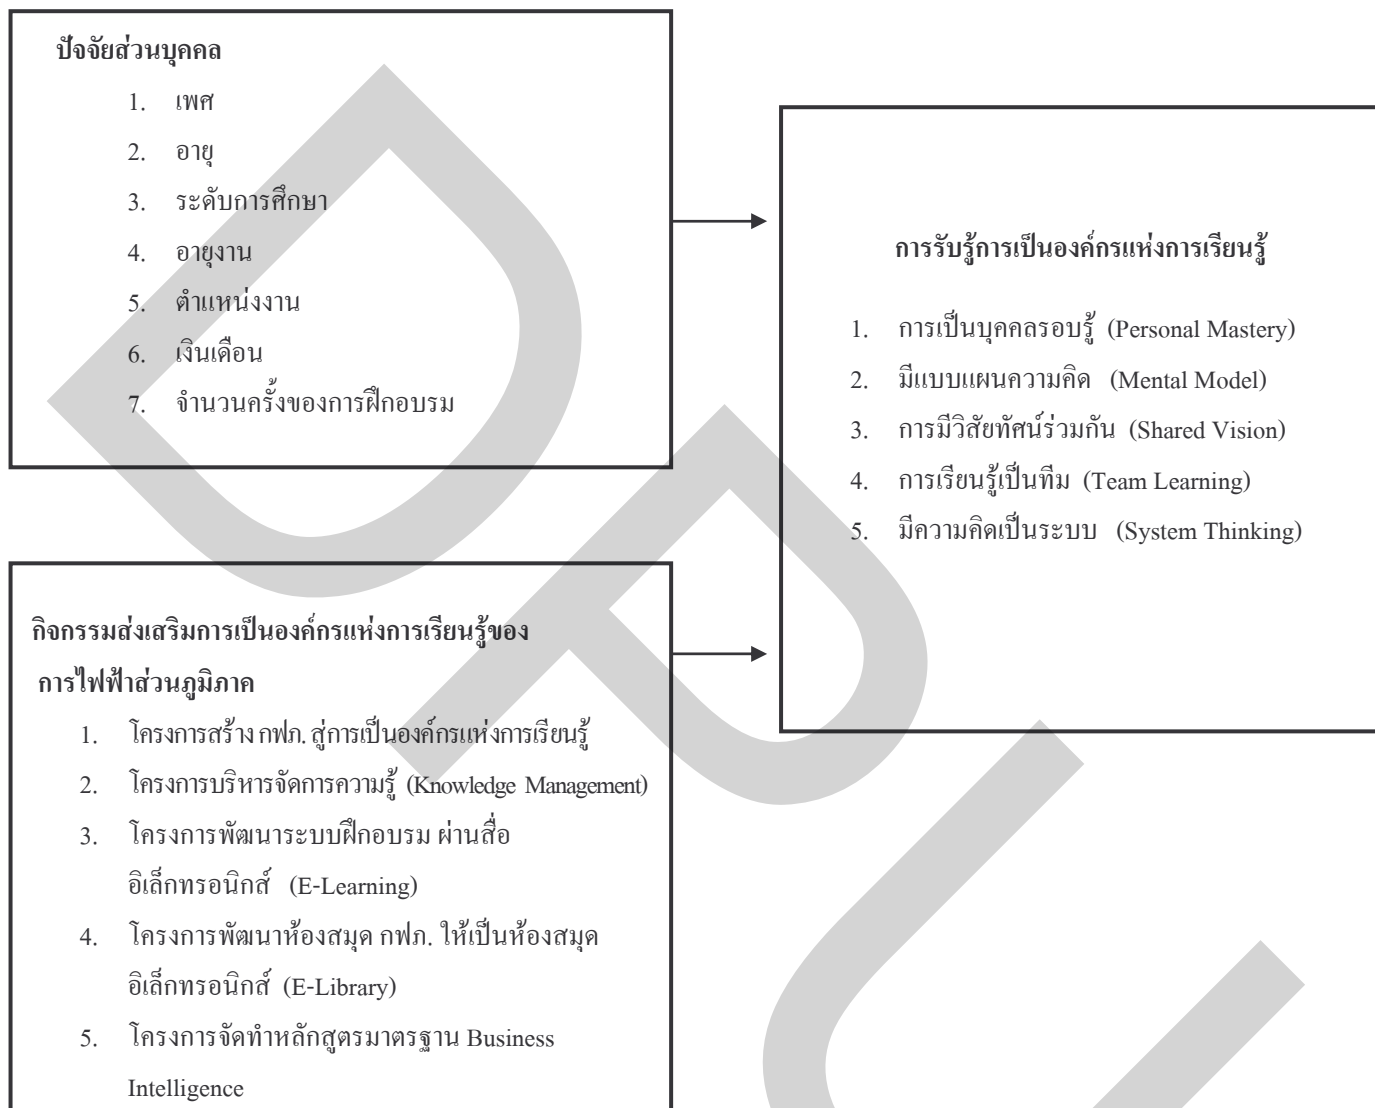 ปัจจัยส่วนบุคคล
1. เพศ
2. อายุ
3. ระดับการศึกษา
4. อายุงาน
5. ตำแหน่งงาน
6. เงินเดือน
7. จำนวนครั้งของการฝึกอบรม
กิจกรรมส่งเสริมการเป็นองค์กรแห่งการเรียนรู้ของ
การไฟฟ้าส่วนภูมิภาค
1. โครงการสร้าง กฟภ. สู่การเป็นองค์กรแห่งการเรียนรู้
2. โครงการบริหารจัดการความรู้ (Knowledge Management)
3. โครงการพัฒนาระบบฝึกอบรม ผ่านสื่อ
อิเล็กทรอนิกส์ (E-Learning)
4. โครงการพัฒนาห้องสมุด กฟภ. ให้เป็นห้องสมุด
อิเล็กทรอนิกส์ (E-Library)
5. โครงการจัดทำหลักสูตรมาตรฐาน Business
Intelligence
การรับรู้การเป็นองค์กรแห่งการเรียนรู้
1. การเป็นบุคคลรอบรู้ (Personal Mastery)
2. มีแบบแผนความคิด (Mental Model)
3. การมีวิสัยทัศน์ร่วมกัน (Shared Vision)
4. การเรียนรู้เป็นทีม (Team Learning)
5. มีความคิดเป็นระบบ (System Thinking)
DPU